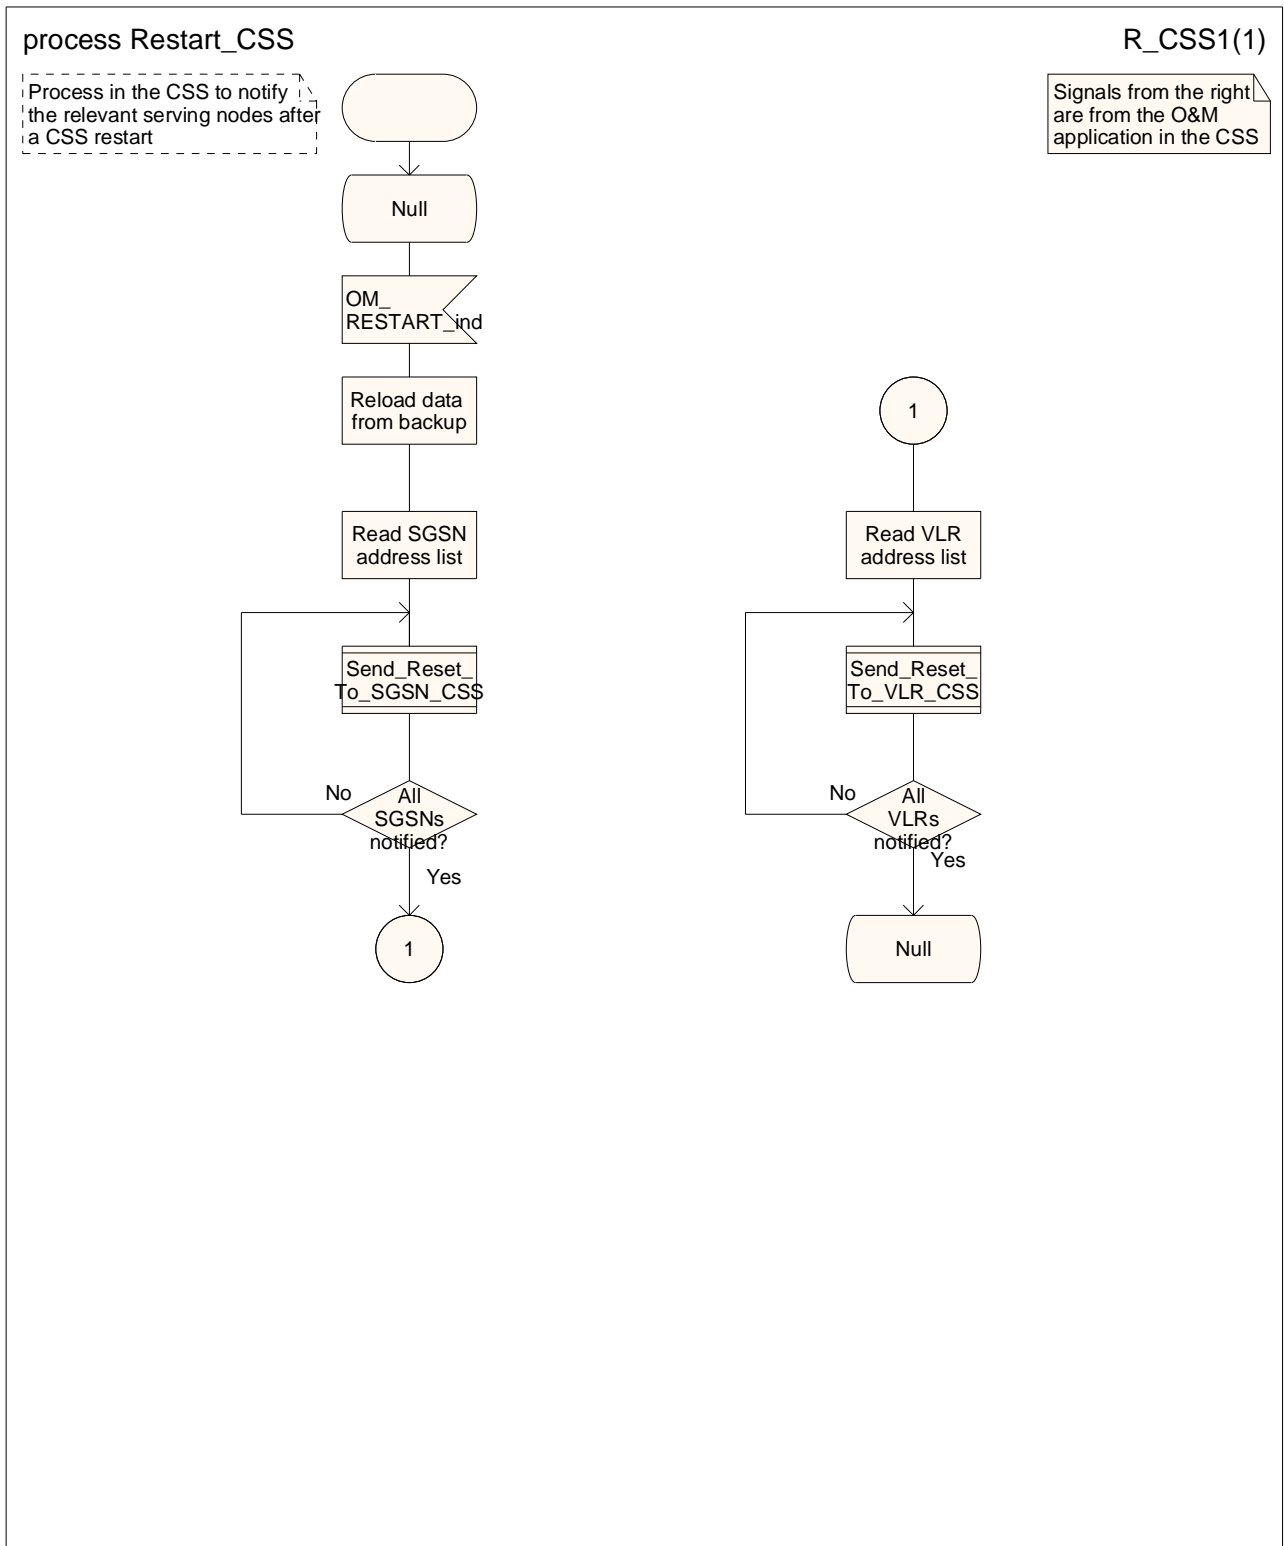 process Restart_CSS
R_CSS1(1)
Process in the CSS to notify
the relevant serving nodes after
a CSS restart
Signals from the right
are from the O&M
application in the CSS
Null
OM_
RESTART_ind
Reload data
from backup
Read SGSN
address list
Send_Reset_
To_SGSN_CSS
No
All
SGSNs
notified?
Yes
1
1
Read VLR
address list
Send_Reset_
To_VLR_CSS
No
All
VLRs
notified?
Yes
Null